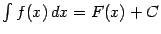 ∫ f(x) dx = F(x) + C